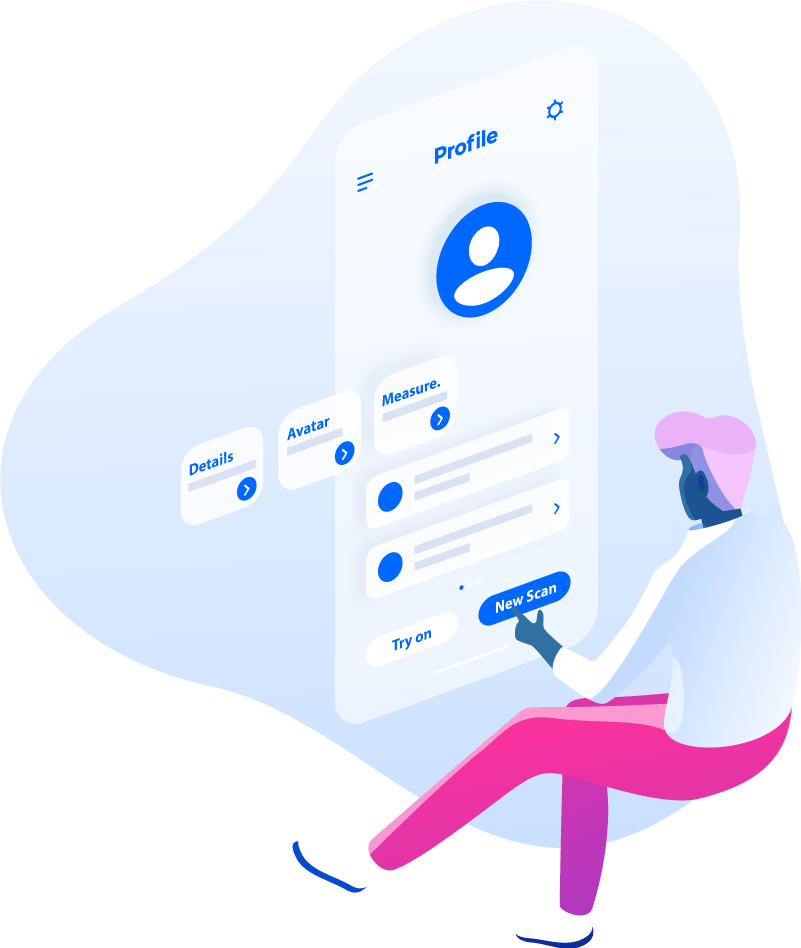 Profile
Measure.
Avatar
Details
New Scan
Try on